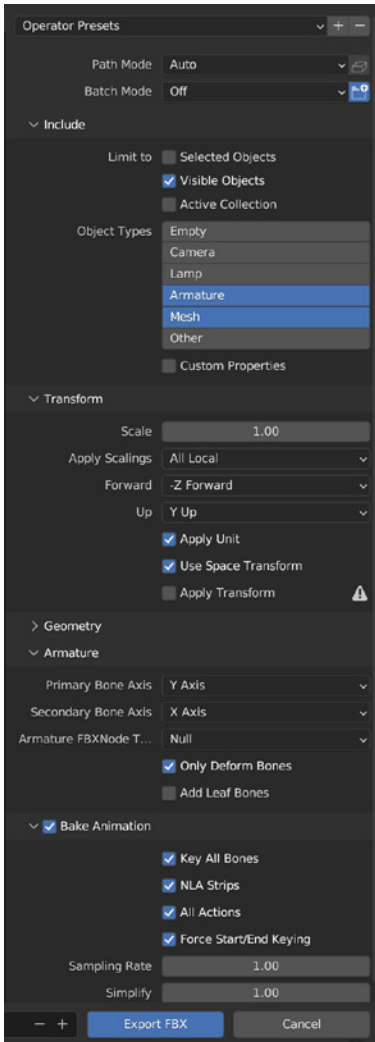 Operator Presets
Path Mode Auto
Batch Mode Off
Include
Limit to Selected Objects
Visible Objects
Active Collection
Object Types Empty
Camera
Lamp
Armature
Mesh
Other
Custom Properties
Transform
Scale 1.00
Apply Scalings All Local
Forward -Z Forward
Up Y Up
Apply Unit
Use Space Transform
Apply Transform
Geometry
Armature
Primary Bone Axis Y Axis
Secondary Bone Axis X Axis
Armature FBXNode T... Null
Only Deform Bones
Add Leaf Bones
Bake Animation
Key All Bones
NLA Strips
All Actions
Force Start/End Keying
Sampling Rate 1.00
Simplify 1.00
Export FBX Cancel